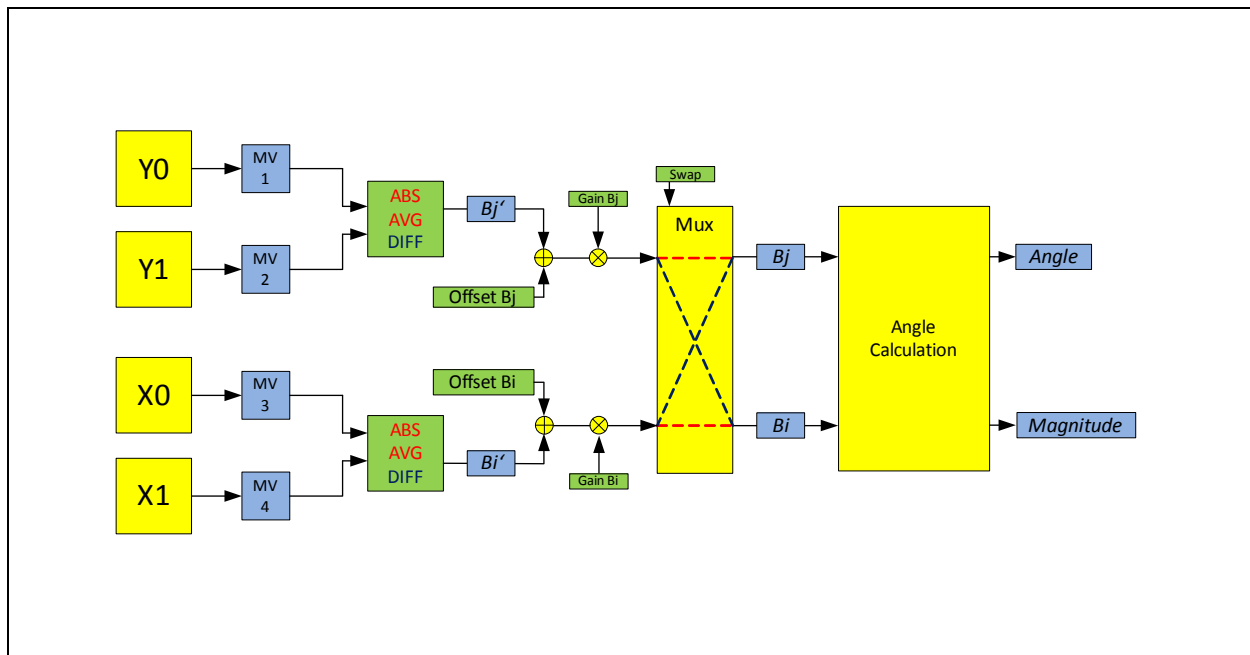 Y0
MV
1
ABS
AVG
DIFF
Bj‘
Gain Bj
Swap
Mux
Y1
MV
2
Offset Bj
Bj
Angle
Angle
Calculation
X0
MV
3
Offset Bi
ABS
AVG
DIFF
Bi‘
Gain Bi
Bi
Magnitude
X1
MV
4